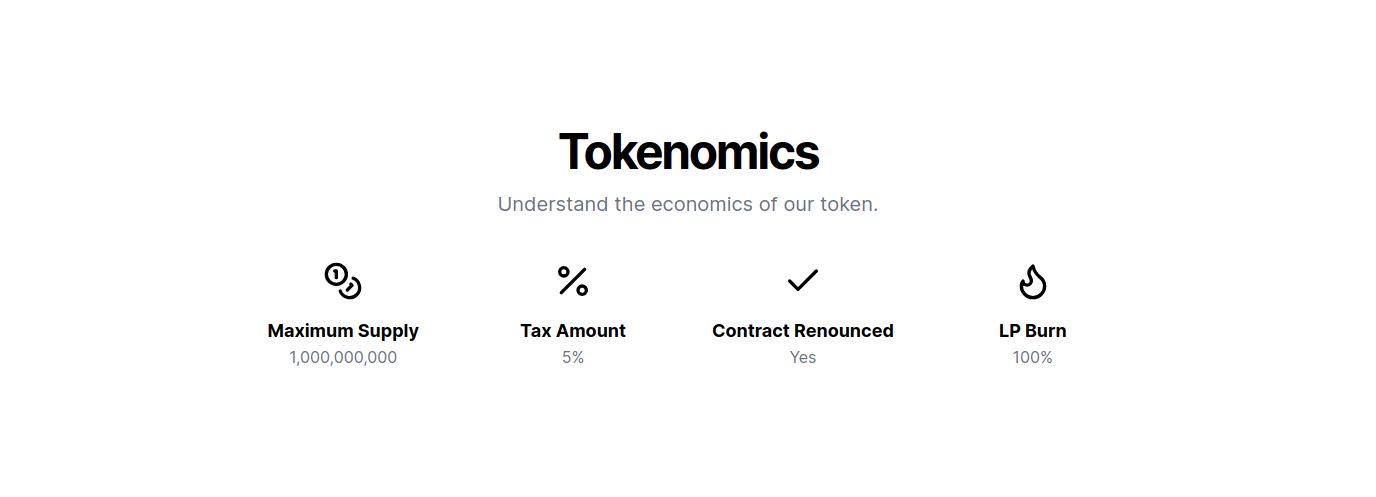 Tokenomics
Understand the economics of our token.
Maximum Supply
1,000,000,000
Tax Amount
5%
Contract Renounced
Yes
LP Burn
100%